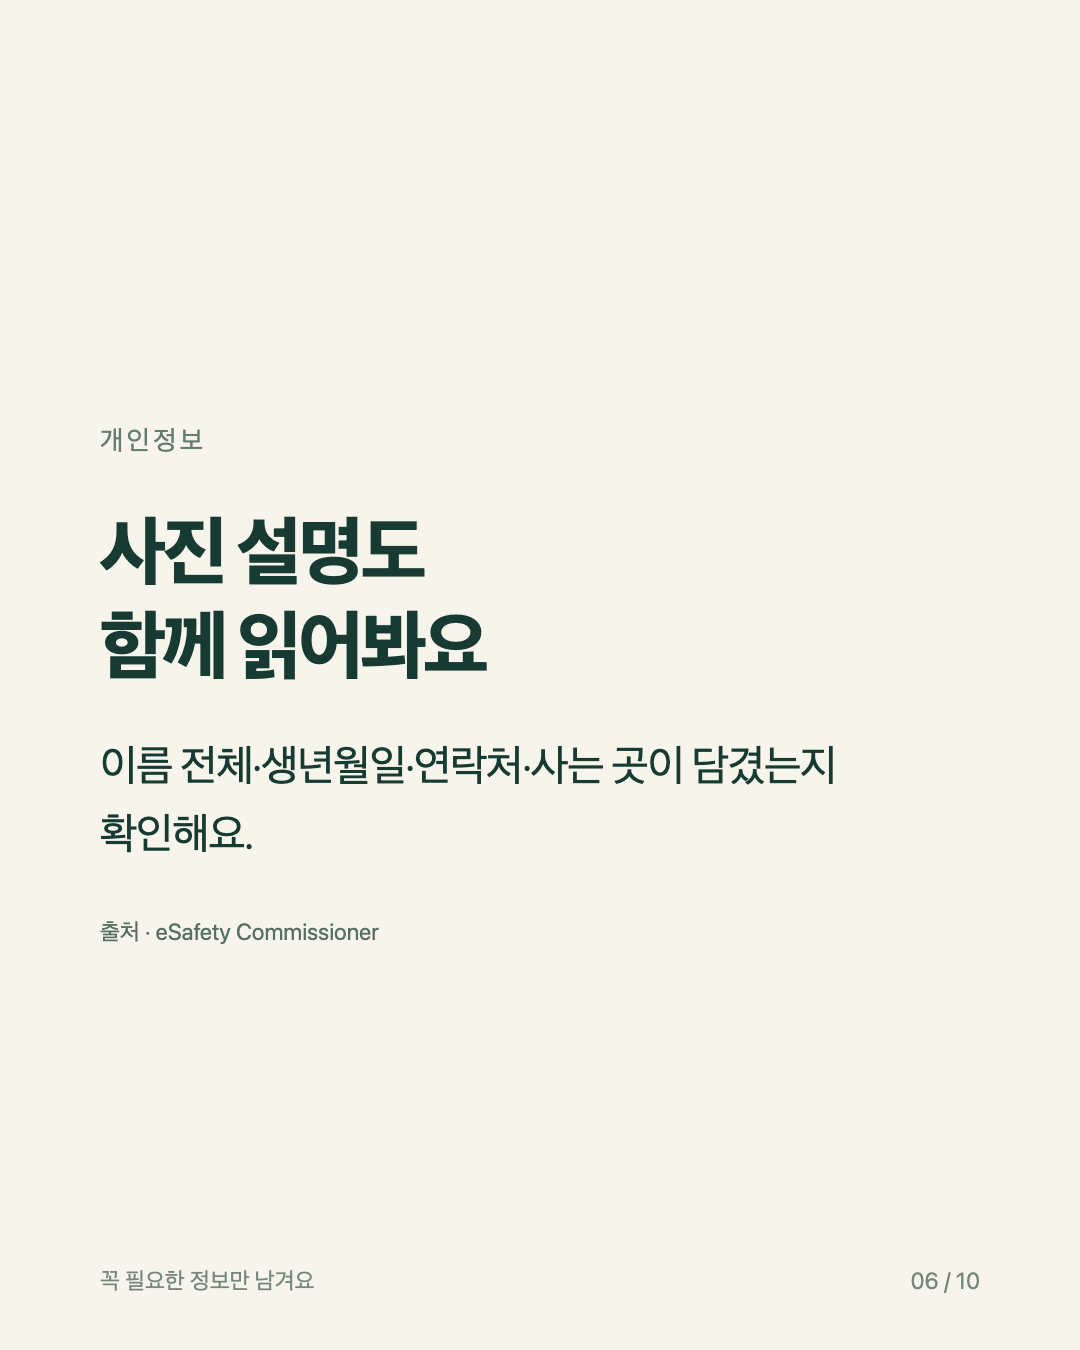 개인정보
사진 설명도
함께 읽어봐요
이름 전체·생년월일·연락처·사는 곳이 담겼는지
확인해요.
출처 · eSafety Commissioner
꼭 필요한 정보만 남겨요
06 / 10